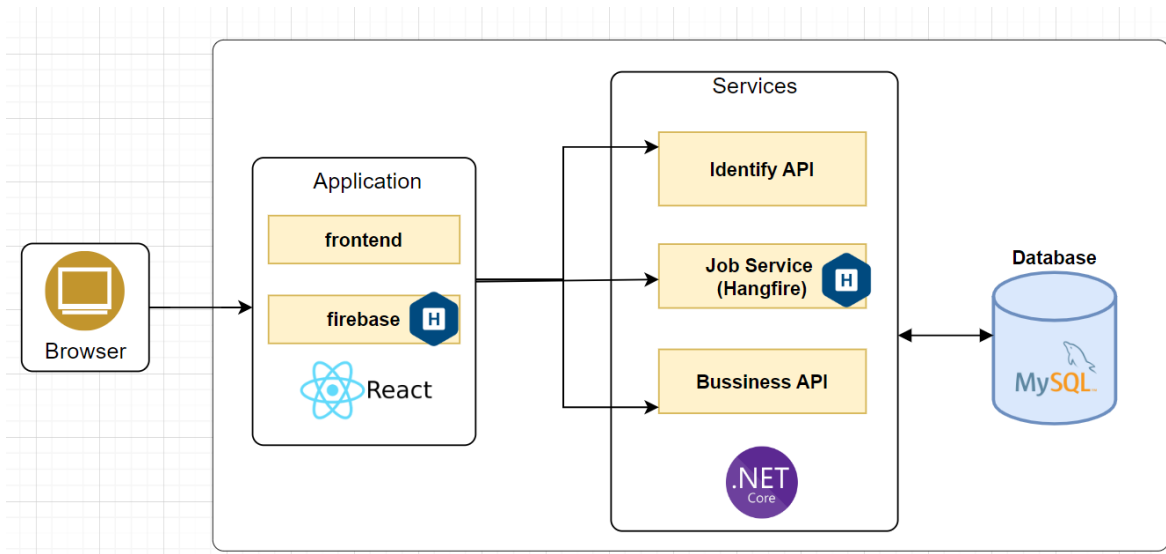 Services
Application
Identify API
frontend
Job Service
(Hangfire)
H
Database
firebase
H
Browser
React
Bussiness API
MySQL
.NET
Core